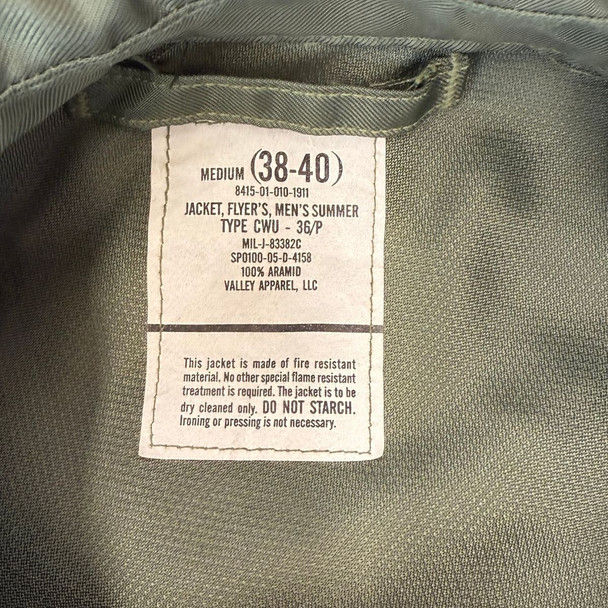 MEDIUM (38-40)
8415-01-010-1911
JACKET, FLYER'S, MEN'S SUMMER
TYPE CWU - 36/P
MIL-J-83382C
SPO100-05-D-4158
100% ARAMID
VALLEY APPAREL, LLC
This jacket is made of fire resistant
material. No other special flame resistant
treatment is required. The jacket is to be
dry cleaned only. DO NOT STARCH.
Ironing or pressing is not necessary.